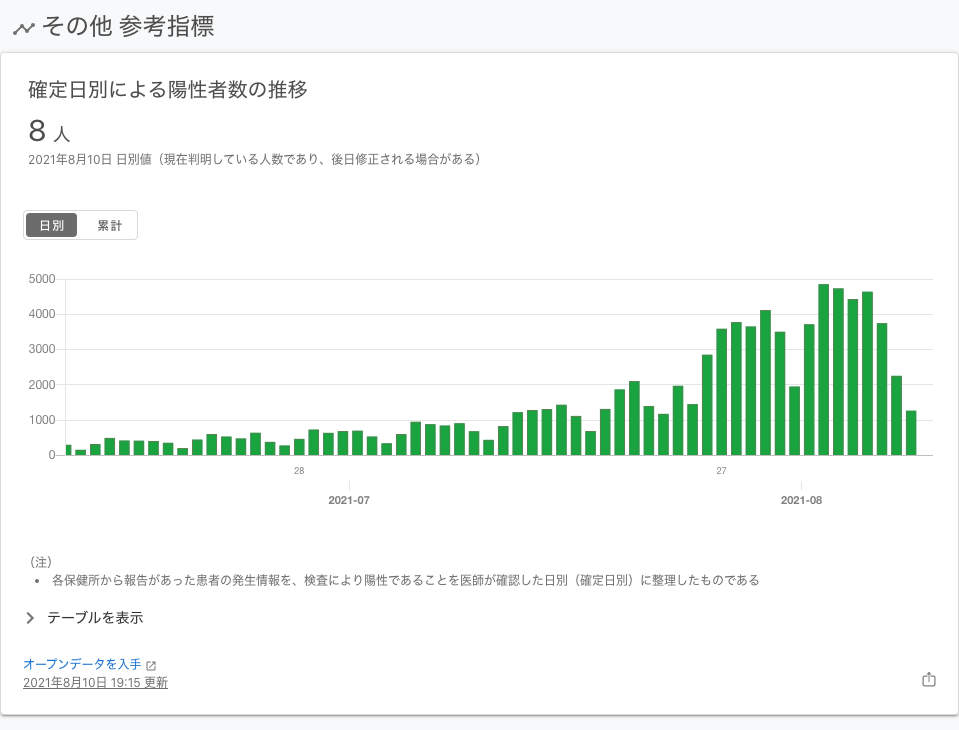 その他 参考指標
確定日別による陽性者数の推移
8 人
2021年8月10日 日別値（現在判明している人数であり、後日修正される場合がある）
日別 累計
5000
4000
3000
2000
1000
0
28 27
2021-07 2021-08
（注）
• 各保健所から報告があった患者の発生情報を、検査により陽性であることを医師が確認した日別（確定日別）に整理したものである
テーブルを表示
オープンデータを入手
2021年8月10日 19:15 更新